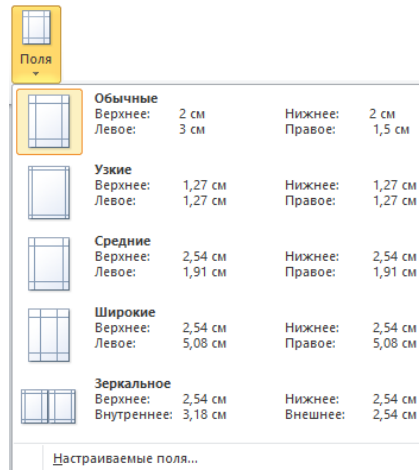 Поля
Обычные
Верхнее: 2 см Нижнее: 2 см
Левое: 3 см Правое: 1,5 см
Узкие
Верхнее: 1,27 см Нижнее: 1,27 см
Левое: 1,27 см Правое: 1,27 см
Средние
Верхнее: 2,54 см Нижнее: 2,54 см
Левое: 1,91 см Правое: 1,91 см
Широкие
Верхнее: 2,54 см Нижнее: 2,54 см
Левое: 5,08 см Правое: 5,08 см
Зеркальное
Верхнее: 2,54 см Нижнее: 2,54 см
Внутреннее: 3,18 см Внешнее: 2,54 см
Настраиваемые поля...